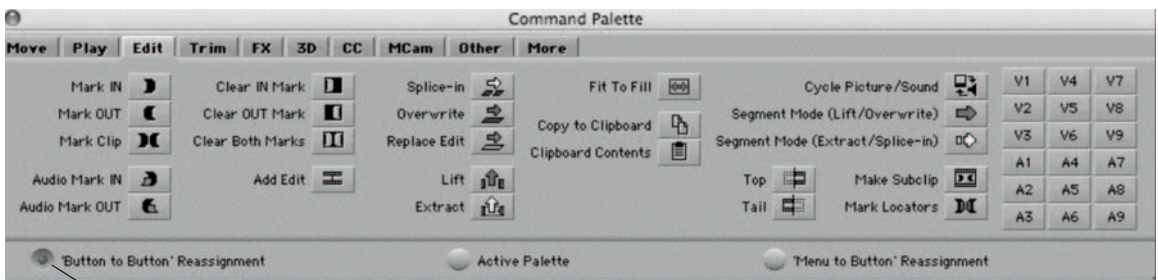 Command Palette
Move Play Edit Trim FX 3D CC MCam Other More
Mark IN Clear IN Mark Splice-in Fit To Fill Cycle Picture/Sound V1 V4 V7
Mark OUT Clear OUT Mark Overwrite Copy to Clipboard Segment Mode (Lift/Overwrite) V2 V5 V8
Mark Clip Clear Both Marks Replace Edit Clipboard Contents Segment Mode (Extract/Splice-in) V3 V6 V9
Audio Mark IN Add Edit Lift Top Make Subclip A1 A4 A7
Audio Mark OUT Extract Tail Mark Locators A2 A5 A8
A3 A6 A9
'Button to Button' Reassignment Active Palette 'Menu to Button' Reassignment